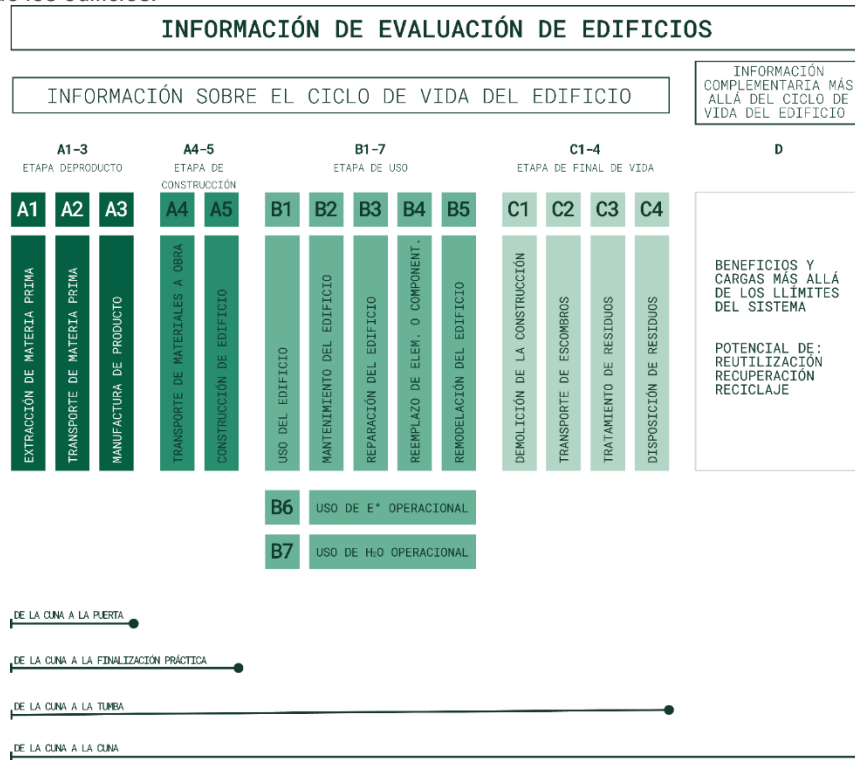 de los edificios.
INFORMACIÓN DE EVALUACIÓN DE EDIFICIOS
INFORMACIÓN SOBRE EL CICLO DE VIDA DEL EDIFICIO
INFORMACIÓN
COMPLEMENTARIA MÁS
ALLÁ DEL CICLO DE
VIDA DEL EDIFICIO
A1-3
ETAPA DEPRODUCTO
A4-5
ETAPA DE
CONSTRUCCIÓN
B1-7
ETAPA DE USO
C1-4
ETAPA DE FINAL DE VIDA
D
A1
A2
A3
A4
A5
B1
B2
B3
B4
B5
C1
C2
C3
C4
EXTRACCIÓN DE MATERIA PRIMA
TRANSPORTE DE MATERIA PRIMA
MANUFACTURA DE PRODUCTO
TRANSPORTE DE MATERIALES A OBRA
CONSTRUCCIÓN DE EDIFICIO
USO DEL EDIFICIO
MANTENIMIENTO DEL EDIFICIO
REPARACIÓN DEL EDIFICIO
REEMPLAZO DE ELEM. O COMPONENT.
REMODELACIÓN DEL EDIFICIO
DEMOLICIÓN DE LA CONSTRUCCIÓN
TRANSPORTE DE ESCOMBROS
TRATAMIENTO DE RESIDUOS
DISPOSICIÓN DE RESIDUOS
BENEFICIOS Y
CARGAS MÁS ALLÁ
DE LOS LLÍMITES
DEL SISTEMA
POTENCIAL DE:
REUTILIZACIÓN
RECUPERACIÓN
RECICLAJE
B6
USO DE E* OPERACIONAL
B7
USO DE H₂O OPERACIONAL
DE LA CUNA A LA PUERTA
DE LA CUNA A LA FINALIZACIÓN PRÁCTICA
DE LA CUNA A LA TUMBA
DE LA CUNA A LA CUNA